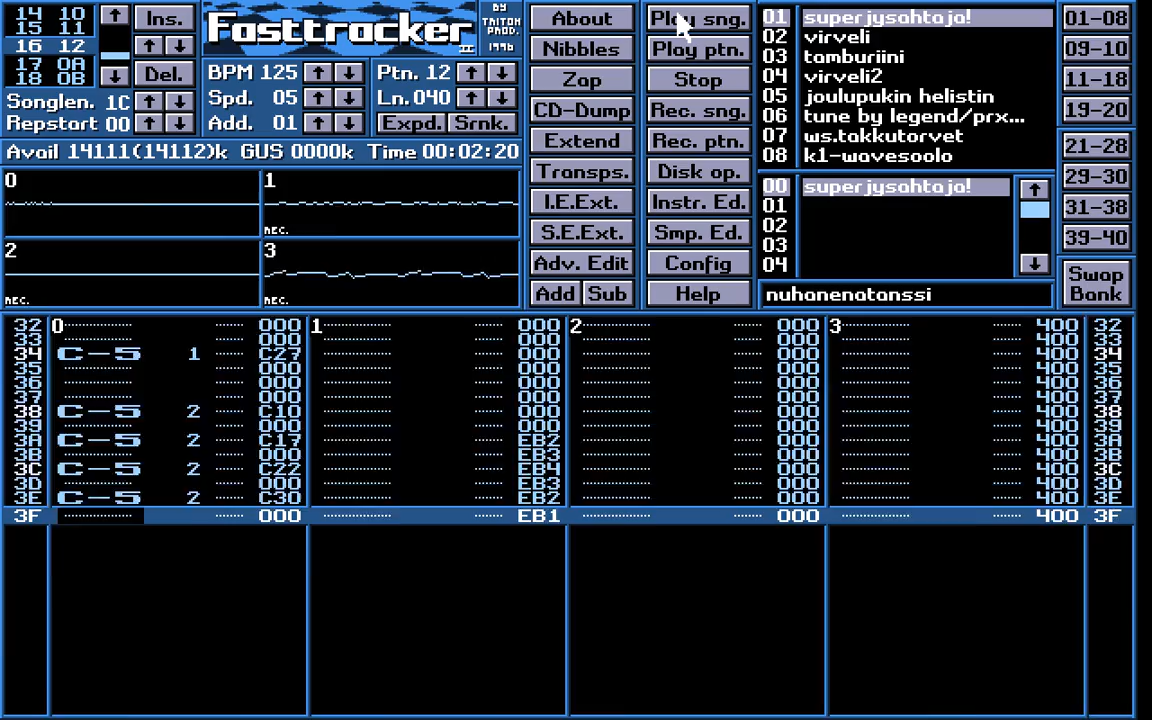 14 10
15 11
16 12
17 0A
18 0B
Ins.
Del.
Songlen. 1C
Repstart 00
Fasttracker II
BY TRITON PROD. 1996
BPM 125
Spd. 05
Add. 01
Ptn. 12
Ln. 040
Expd. Srnk.
Avail 14111(14112)k GUS 0000k Time 00:02:20
0
1
REC.
2
REC.
3
REC.
About
Nibbles
Zap
CD-Dump
Extend
Transps.
I.E.Ext.
S.E.Ext.
Adv. Edit
Add Sub
Play sng.
Play ptn.
Stop
Rec. sng.
Rec. ptn.
Disk op.
Instr. Ed.
Smp. Ed.
Config
Help
01 superjysahtaja!
02 virveli
03 tamburiini
04 virveli2
05 joulupukin helistin
06 tune by legend/prx...
07 ws.takkutorvet
08 k1-wavesoolo
00 superjysahtaja!
01
02
03
04
nuhanenatanssi
01-08
09-10
11-18
19-20
21-28
29-30
31-38
39-40
Swap Bank
32 0 000 1 000 2 000 3 400 32
33 000 000 000 400 33
34 C-5 1 C27 000 000 400 34
35 000 000 000 400 35
36 000 000 000 400 36
37 000 000 000 400 37
38 C-5 2 C10 000 000 400 38
39 000 000 000 400 39
3A C-5 2 C17 EB2 000 400 3A
3B 000 EB3 000 400 3B
3C C-5 2 C22 EB4 000 400 3C
3D 000 EB3 000 400 3D
3E C-5 2 C30 EB2 000 400 3E
3F 000 EB1 000 400 3F